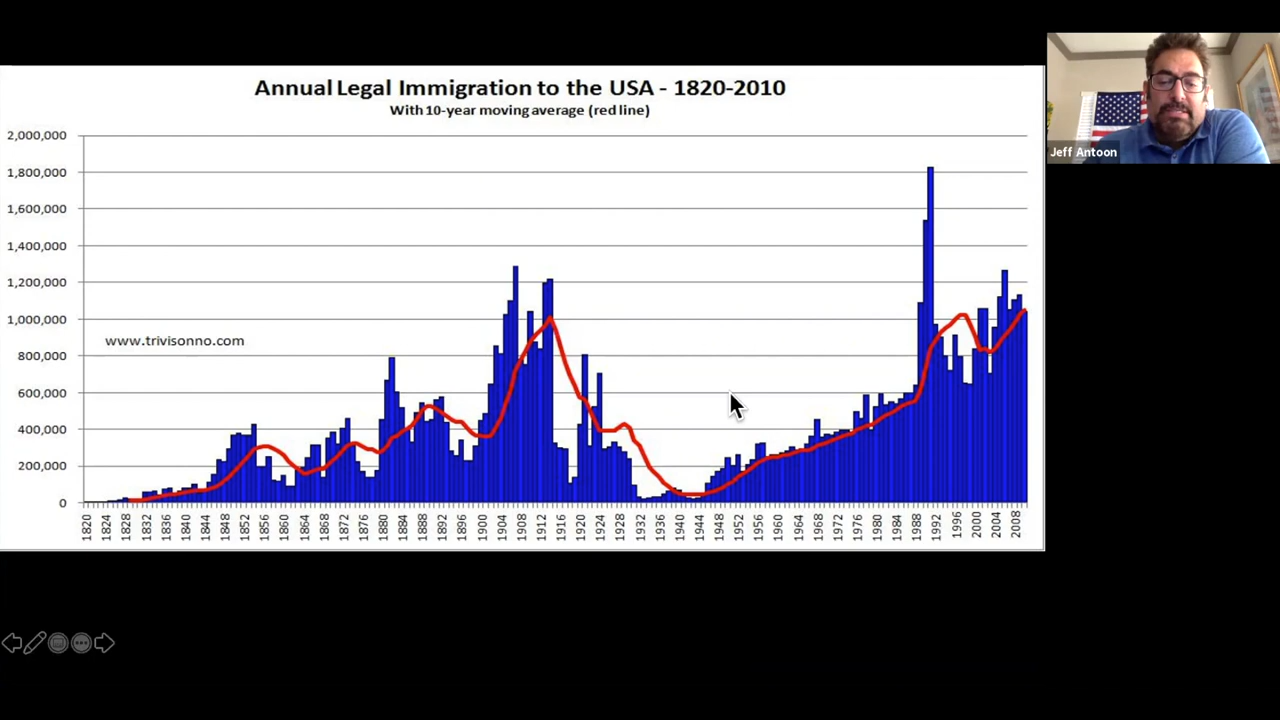 Annual Legal Immigration to the USA - 1820-2010
With 10-year moving average (red line)
2,000,000
1,800,000
1,600,000
1,400,000
1,200,000
1,000,000
800,000
600,000
400,000
200,000
0
www.trivisonno.com
1820 1824 1828 1832 1836 1840 1844 1848 1852 1856 1860 1864 1868 1872 1876 1880 1884 1888 1892 1896 1900 1904 1908 1912 1916 1920 1924 1928 1932 1936 1940 1944 1948 1952 1956 1960 1964 1968 1972 1976 1980 1984 1988 1992 1996 2000 2004 2008
Jeff Antoon